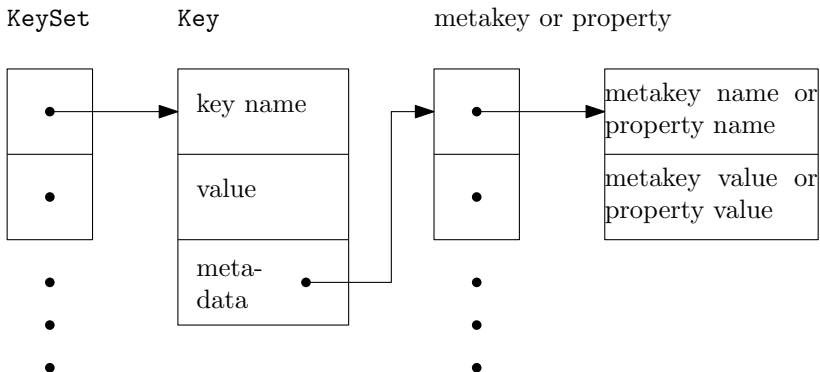 KeySet
Key
metakey or property
key name
value
meta-
data
metakey name or
property name
metakey value or
property value